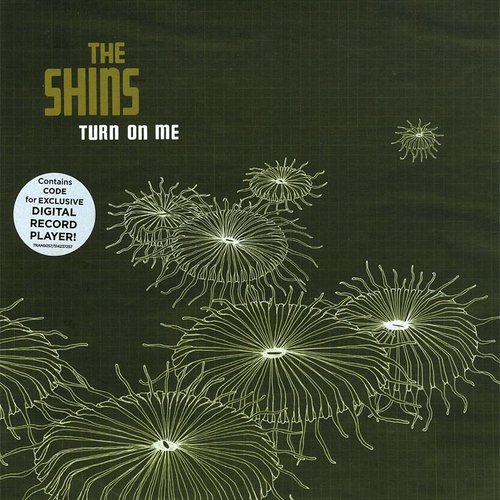 THE
SHINS
TURN ON ME
Contains
CODE
for EXCLUSIVE
DIGITAL
RECORD
PLAYER!